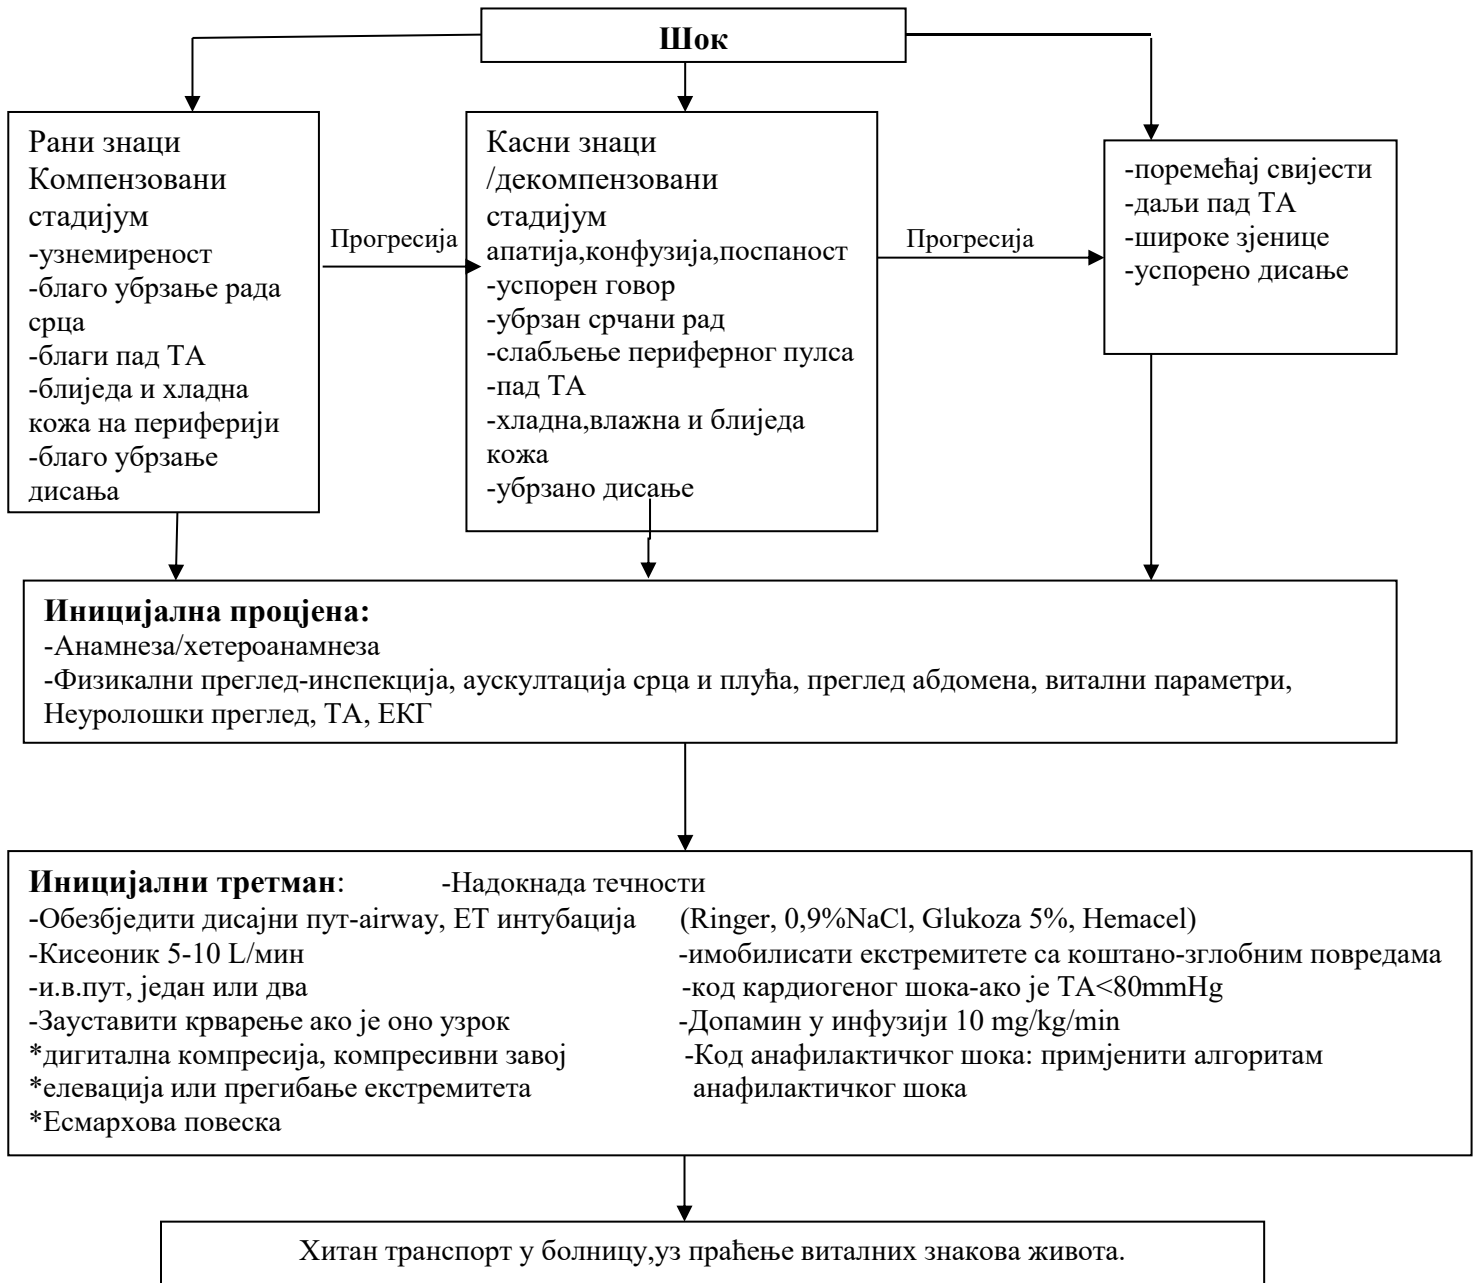 Шок
Рани знаци
Компензовани
стадијум
-узнемиреност
-благо убрзање рада
срца
-благи пад ТА
-блиједа и хладна
кожа на периферији
-благо убрзање
дисања
Прогресија
Касни знаци
/декомпензовани
стадијум
апатија,конфузија,поспаност
-успорен говор
-убрзан срчани рад
-слабљење периферног пулса
-пад ТА
-хладна,влажна и блиједа
кожа
-убрзано дисање
Прогресија
-поремећај свијести
-даљи пад ТА
-широке зјенице
-успорено дисање
Иницијална процјена:
-Анамнеза/хетероанамнеза
-Физикални преглед-инспекција, аускултација срца и плућа, преглед абдомена, витални параметри,
Неуролошки преглед, ТА, ЕКГ
Иницијални третман: -Надокнада течности
-Обезбједити дисајни пут-airway, ЕТ интубација (Ringer, 0,9%NaCl, Glukoza 5%, Hemacel)
-Кисеоник 5-10 L/мин -имобилисати екстремитете са коштано-зглобним повредама
-и.в.пут, један или два -код кардиогеног шока-ако је ТА<80mmHg
-Зауставити крварење ако је оно узрок -Допамин у инфузији 10 mg/kg/min
*дигитална компресија, компресивни завој -Код анафилактичког шока: примјенити алгоритам
*елевација или прегибање екстремитета анафилактичког шока
*Есмархова повеска
Хитан транспорт у болницу,уз праћење виталних знакова живота.